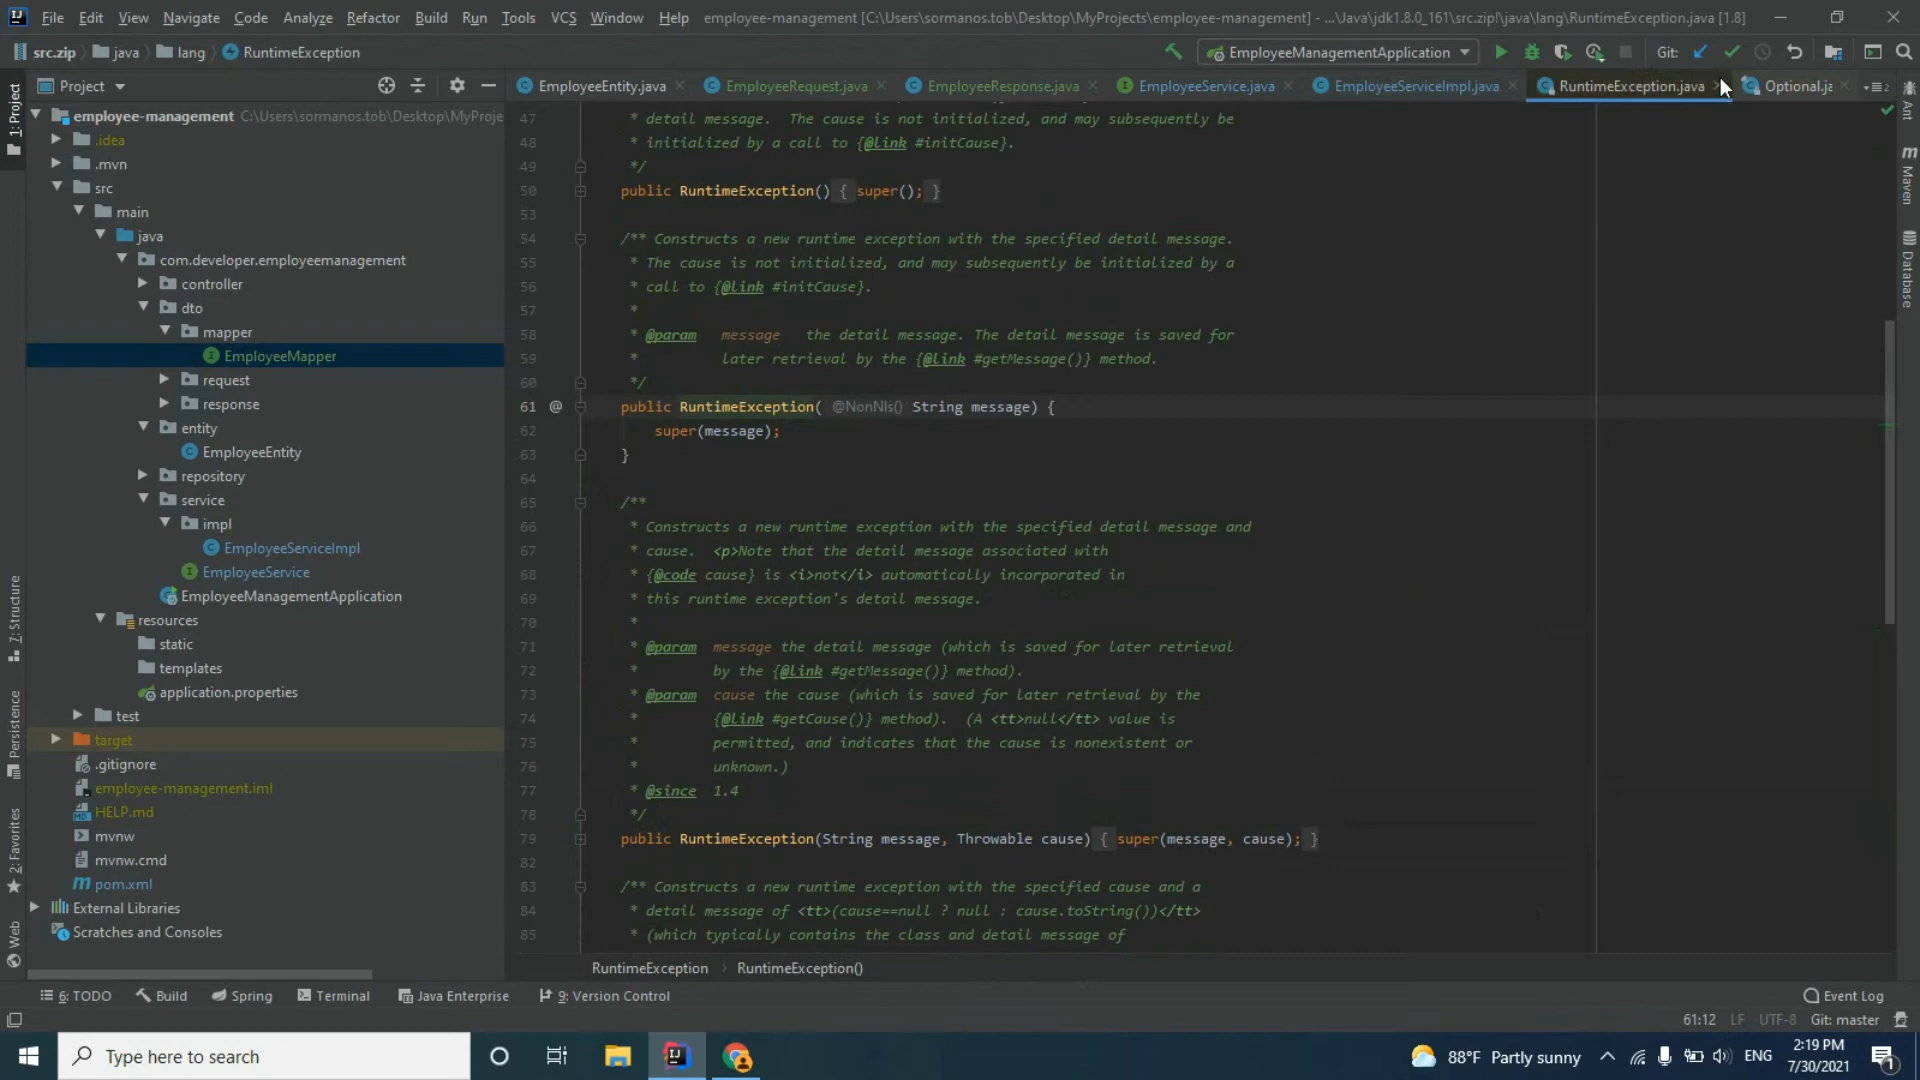 File Edit View Navigate Code Analyze Refactor Build Run Tools VCS Window Help employee-management [C:\Users\sormanos.tob\Desktop\MyProjects\employee-management] - ...\Java\jdk1.8.0_161\src.zip!\java\lang\RuntimeException.java [1.8]
src.zip java lang RuntimeException EmployeeManagementApplication Git:
Project EmployeeEntity.java EmployeeRequest.java EmployeeResponse.java EmployeeService.java EmployeeServiceImpl.java RuntimeException.java Optional.ja
1: Project
7: Structure
Persistence
2: Favorites
Web
employee-management C:\Users\sormanos.tob\Desktop\MyProje
.idea
.mvn
src
main
java
com.developer.employeemanagement
controller
dto
mapper
EmployeeMapper
request
response
entity
EmployeeEntity
repository
service
impl
EmployeeServiceImpl
EmployeeService
EmployeeManagementApplication
resources
static
templates
application.properties
test
target
.gitignore
employee-management.iml
HELP.md
mvnw
mvnw.cmd
pom.xml
External Libraries
Scratches and Consoles
47 * detail message. The cause is not initialized, and may subsequently be
48 * initialized by a call to {@link #initCause}.
49 */
50 public RuntimeException() { super(); }
53
54 /** Constructs a new runtime exception with the specified detail message.
55 * The cause is not initialized, and may subsequently be initialized by a
56 * call to {@link #initCause}.
57 *
58 * @param message the detail message. The detail message is saved for
59 * later retrieval by the {@link #getMessage()} method.
60 */
61 @ public RuntimeException( @NonNls() String message) {
62 super(message);
63 }
64
65 /**
66 * Constructs a new runtime exception with the specified detail message and
67 * cause. <p>Note that the detail message associated with
68 * {@code cause} is <i>not</i> automatically incorporated in
69 * this runtime exception's detail message.
70 *
71 * @param message the detail message (which is saved for later retrieval
72 * by the {@link #getMessage()} method).
73 * @param cause the cause (which is saved for later retrieval by the
74 * {@link #getCause()} method). (A <tt>null</tt> value is
75 * permitted, and indicates that the cause is nonexistent or
76 * unknown.)
77 * @since 1.4
78 */
79 public RuntimeException(String message, Throwable cause) { super(message, cause); }
82
83 /** Constructs a new runtime exception with the specified cause and a
84 * detail message of <tt>(cause==null ? null : cause.toString())</tt>
85 * (which typically contains the class and detail message of
Ant
Maven
Database
RuntimeException RuntimeException()
6: TODO Build Spring Terminal Java Enterprise 9: Version Control Event Log
61:12 LF UTF-8 Git: master
Type here to search 88°F Partly sunny ENG 2:19 PM
7/30/2021 1